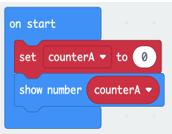 on start
set counterA to 0
show number counterA